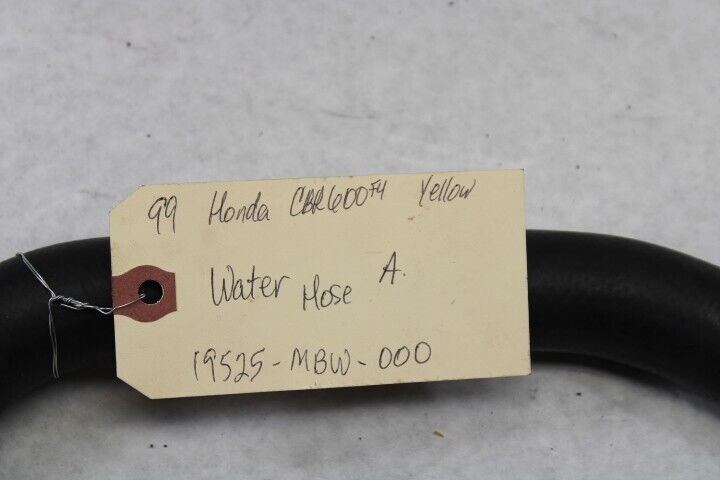 99 Honda CBR600F4 Yellow
Water Hose A.
19525-MBW-000